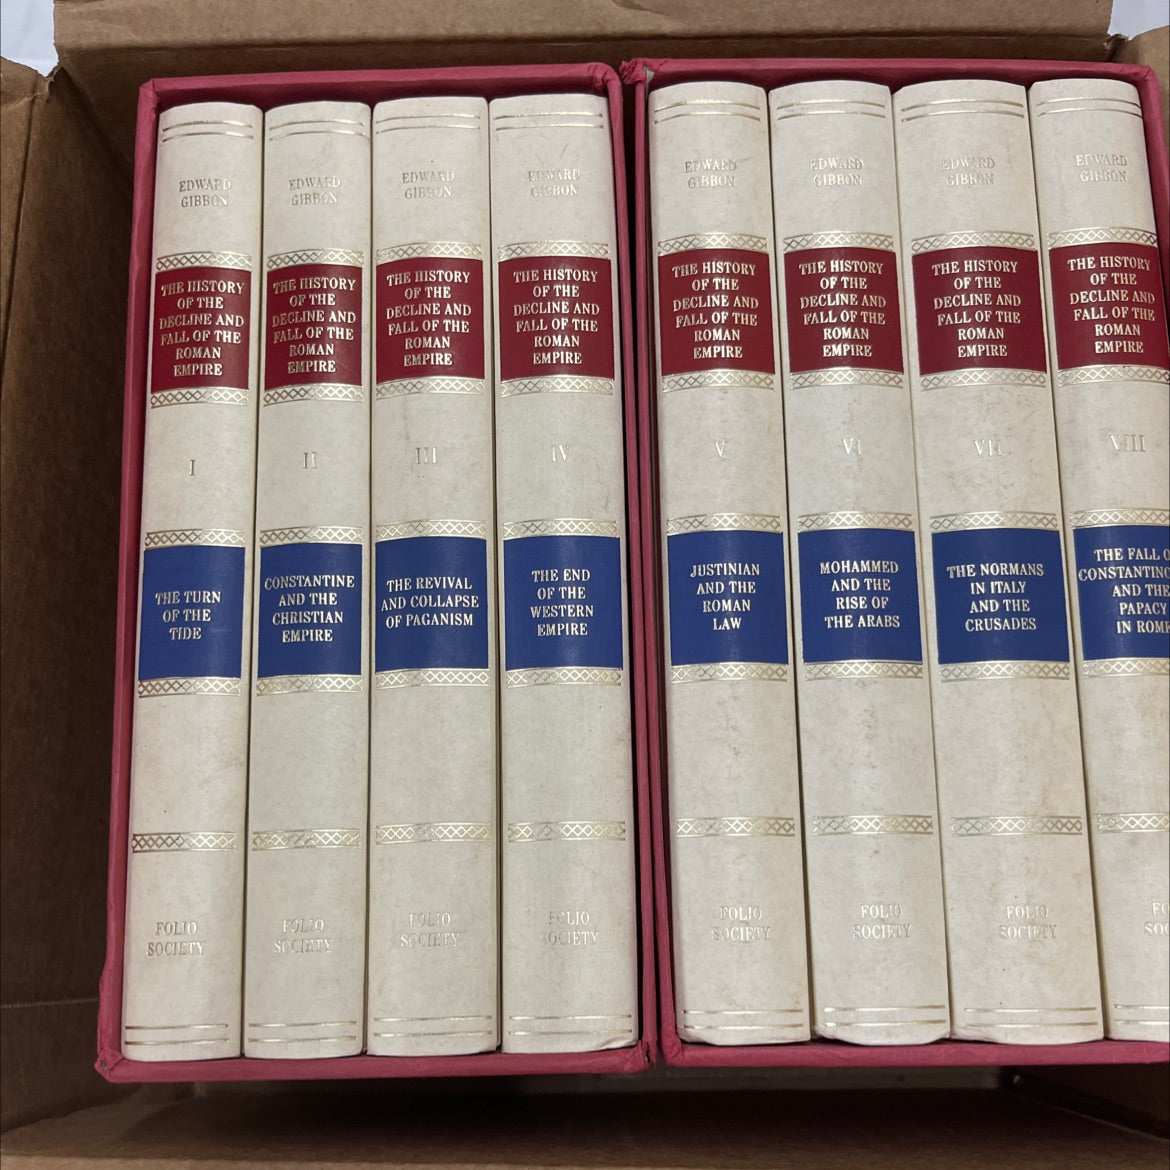 EDWARD
GIBBON
THE HISTORY
OF THE
DECLINE AND
FALL OF THE
ROMAN
EMPIRE
I
THE TURN
OF THE
TIDE
FOLIO
SOCIETY
EDWARD
GIBBON
THE HISTORY
OF THE
DECLINE AND
FALL OF THE
ROMAN
EMPIRE
II
CONSTANTINE
AND THE
CHRISTIAN
EMPIRE
FOLIO
SOCIETY
EDWARD
GIBBON
THE HISTORY
OF THE
DECLINE AND
FALL OF THE
ROMAN
EMPIRE
III
THE REVIVAL
AND COLLAPSE
OF PAGANISM
FOLIO
SOCIETY
EDWARD
GIBBON
THE HISTORY
OF THE
DECLINE AND
FALL OF THE
ROMAN
EMPIRE
IV
THE END
OF THE
WESTERN
EMPIRE
FOLIO
SOCIETY
EDWARD
GIBBON
THE HISTORY
OF THE
DECLINE AND
FALL OF THE
ROMAN
EMPIRE
V
JUSTINIAN
AND THE
ROMAN
LAW
FOLIO
SOCIETY
EDWARD
GIBBON
THE HISTORY
OF THE
DECLINE AND
FALL OF THE
ROMAN
EMPIRE
VI
MOHAMMED
AND THE
RISE OF
THE ARABS
FOLIO
SOCIETY
EDWARD
GIBBON
THE HISTORY
OF THE
DECLINE AND
FALL OF THE
ROMAN
EMPIRE
VII
THE NORMANS
IN ITALY
AND THE
CRUSADES
FOLIO
SOCIETY
EDWARD
GIBBON
THE HISTORY
OF THE
DECLINE AND
FALL OF THE
ROMAN
EMPIRE
VIII
THE FALL O
CONSTANTINO
AND THE
PAPACY
IN ROME
FO
SO